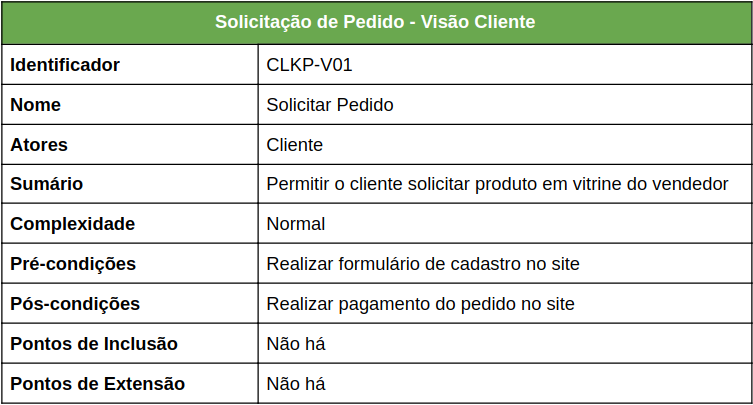 Solicitação de Pedido - Visão Cliente
Identificador CLKP-V01
Nome Solicitar Pedido
Atores Cliente
Sumário Permitir o cliente solicitar produto em vitrine do vendedor
Complexidade Normal
Pré-condições Realizar formulário de cadastro no site
Pós-condições Realizar pagamento do pedido no site
Pontos de Inclusão Não há
Pontos de Extensão Não há